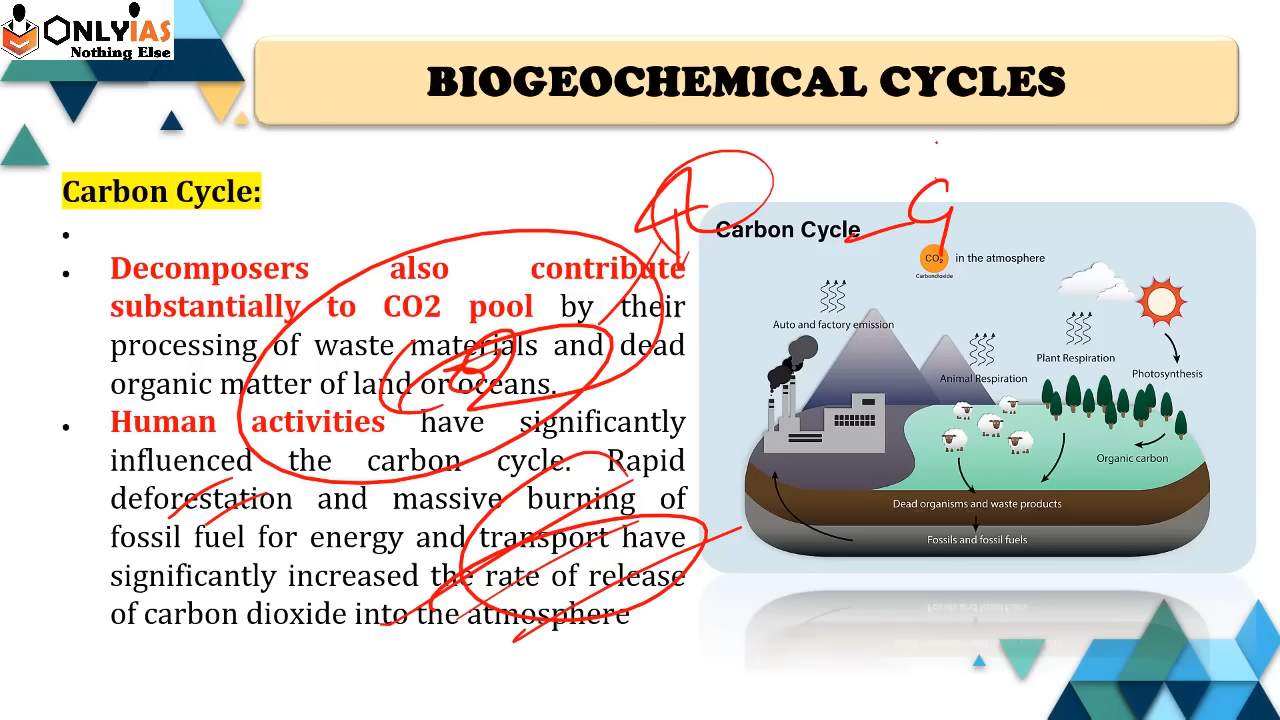 ONLYIAS
Nothing Else
BIOGEOCHEMICAL CYCLES
Carbon Cycle:
•
• Decomposers also contribute
substantially to CO2 pool by their
processing of waste materials and dead
organic matter of land or oceans.
• Human activities have significantly
influenced the carbon cycle. Rapid
deforestation and massive burning of
fossil fuel for energy and transport have
significantly increased the rate of release
of carbon dioxide into the atmosphere
Carbon Cycle
CO₂ in the atmosphere
Carbondioxide
Auto and factory emission
Animal Respiration
Plant Respiration
Photosynthesis
Organic carbon
Dead organisms and waste products
Fossils and fossil fuels